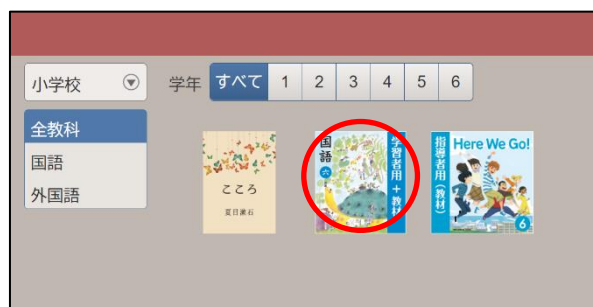 小学校
学年 すべて 1 2 3 4 5 6
全教科
国語
外国語
こころ
夏目漱石
国語 六
学習者用+教材
指導者用(教材)
Here We Go!
6